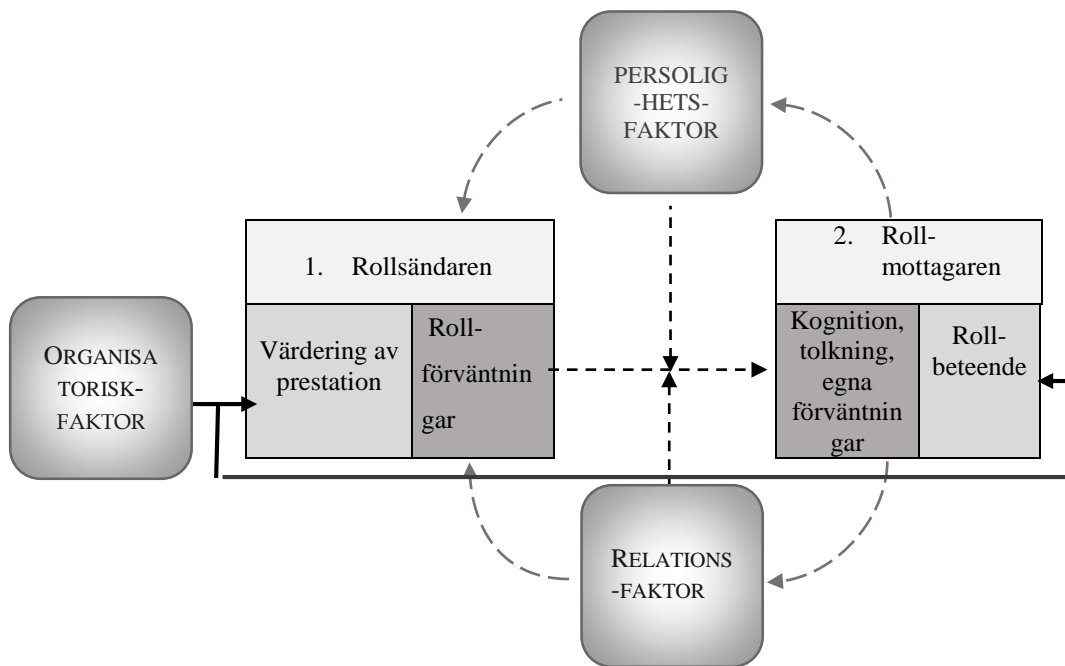 PERSOLIG
-HETS-
FAKTOR
1. Rollsändaren
2. Roll-
mottagaren
ORGANISA
TORISK-
FAKTOR
Värdering av
prestation
Roll-
förväntnin
gar
Kognition,
tolkning,
egna
förväntnin
gar
Roll-
beteende
RELATIONS
-FAKTOR